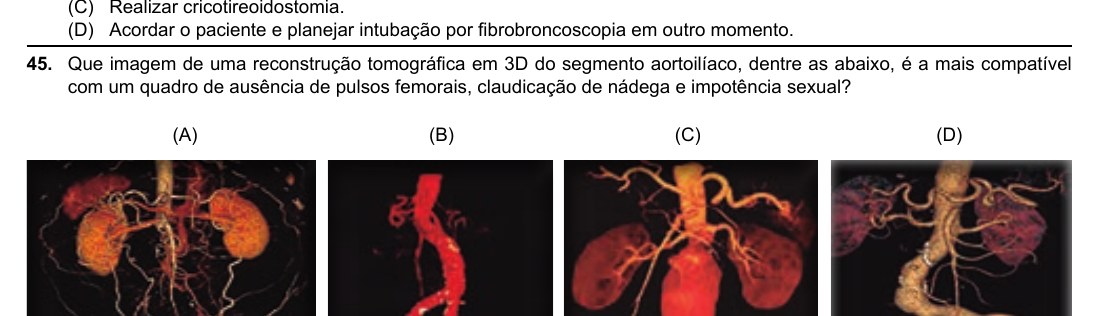 (C) Realizar cricotireoidostomia.
(D) Acordar o paciente e planejar intubação por fibrobroncoscopia em outro momento.
45. Que imagem de uma reconstrução tomográfica em 3D do segmento aortoilíaco, dentre as abaixo, é a mais compatível
com um quadro de ausência de pulsos femorais, claudicação de nádega e impotência sexual?
(A) (B) (C) (D)